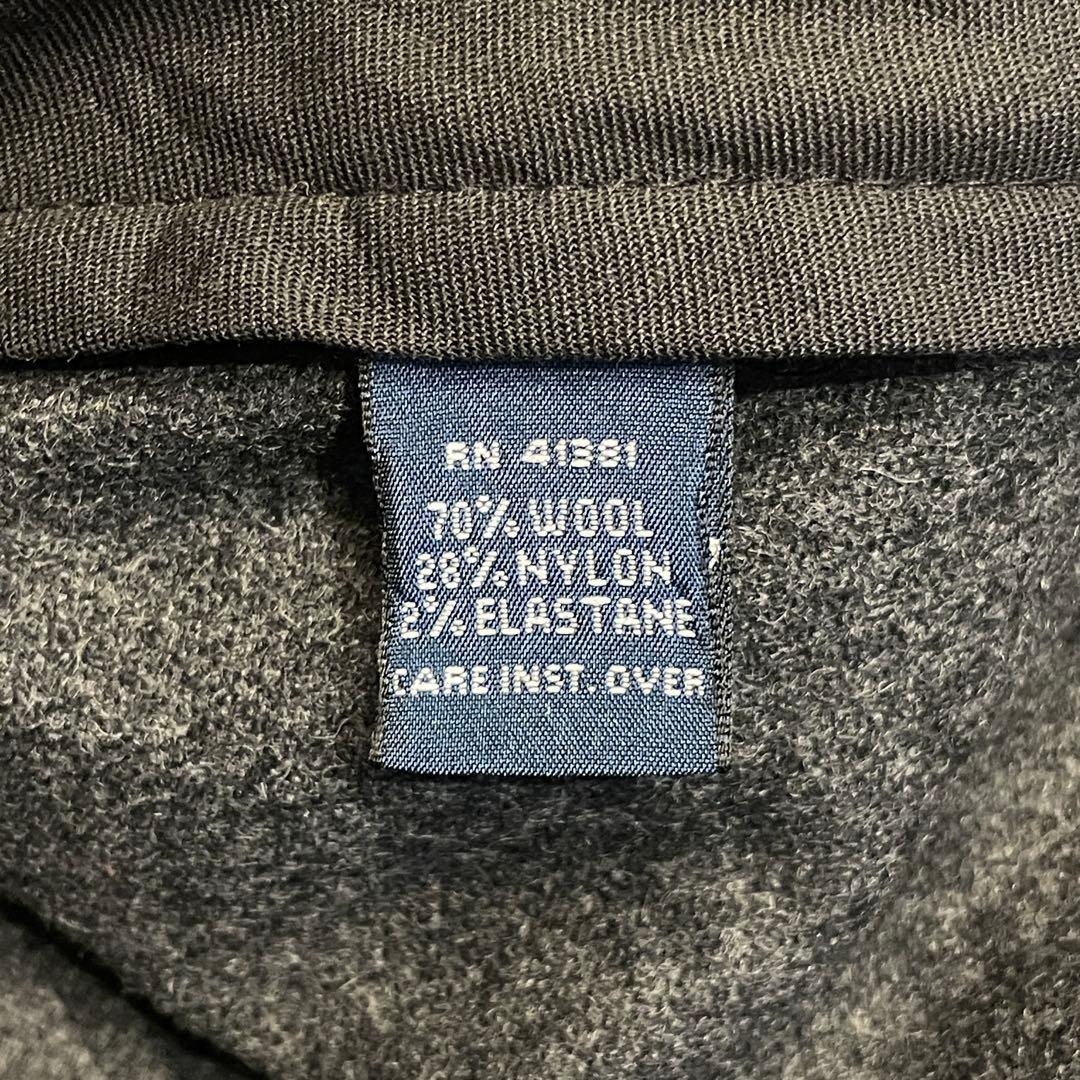 RN 41381
70% WOOL
28% NYLON
2% ELASTANE
CARE INST. OVER